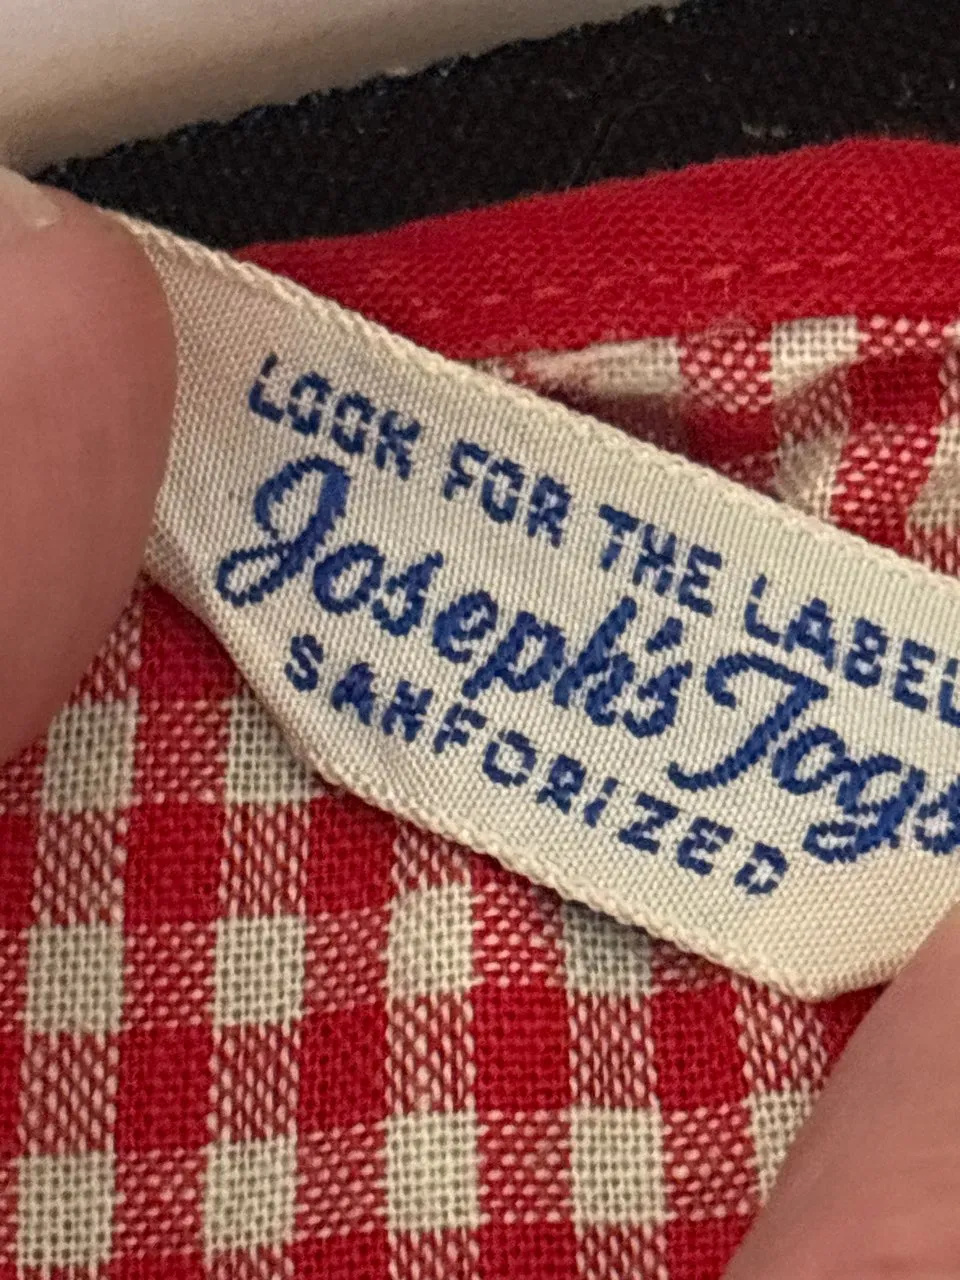 LOOK FOR THE LABEL
Joseph's Togs
SANFORIZED